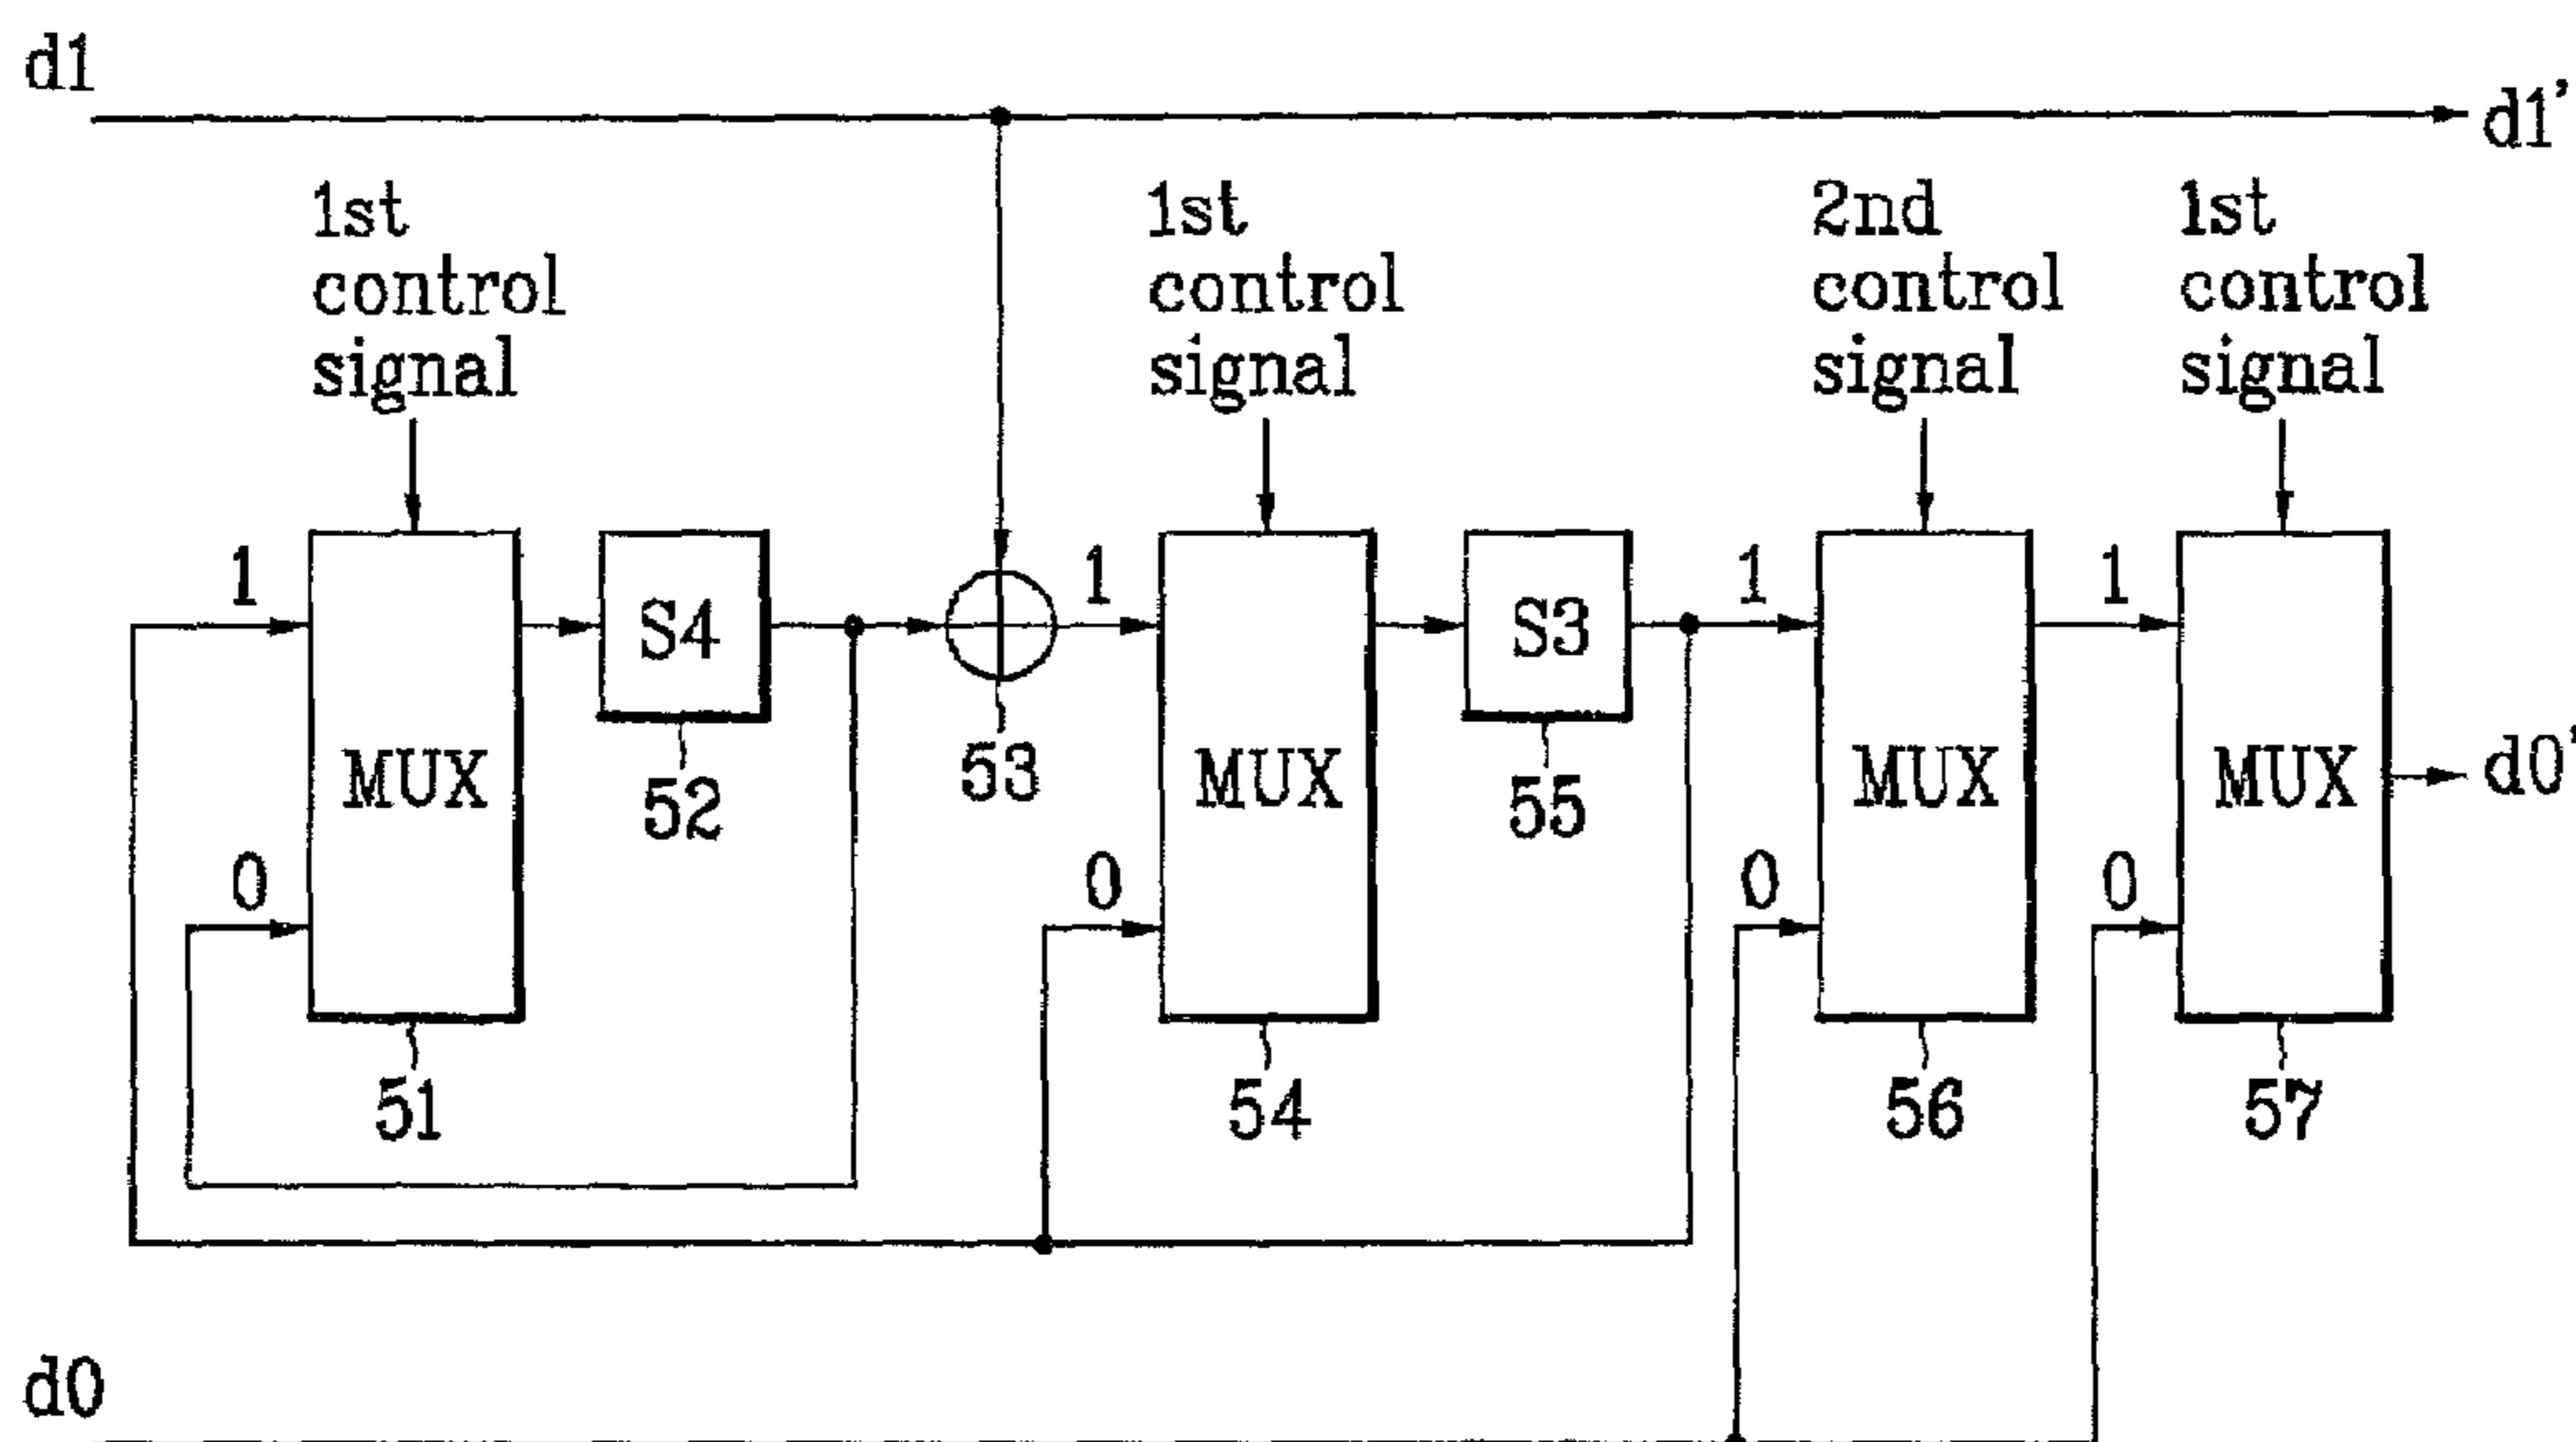 d1
d1'
1st
control
signal
1st
control
signal
2nd
control
signal
1st
control
signal
1
MUX
0
51
S4
52
53
1
MUX
0
54
S3
55
1
MUX
0
56
1
MUX
0
57
d0'
d0